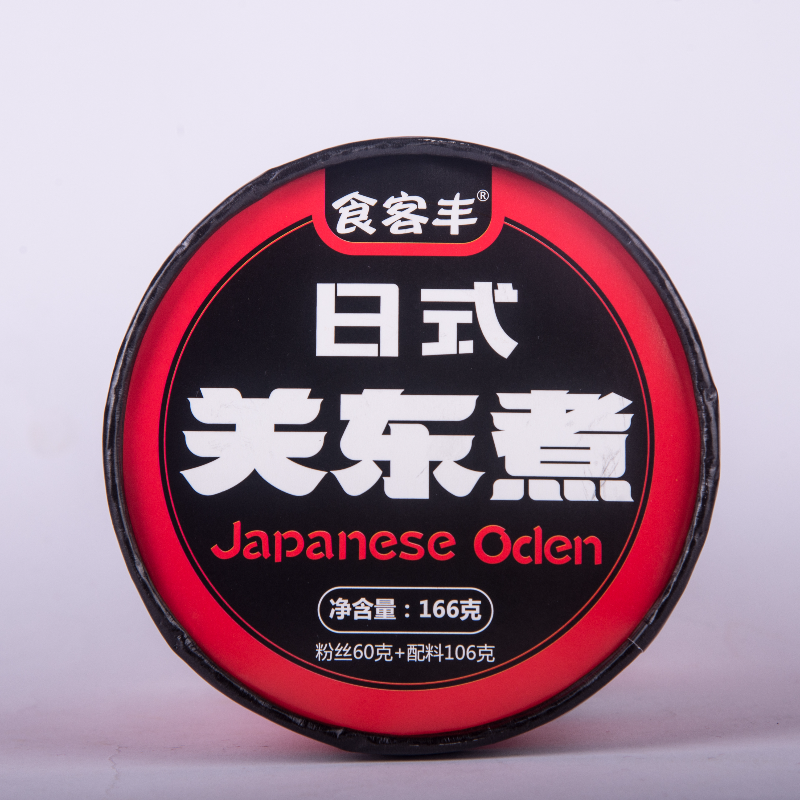 食客丰®
日式
关东煮
Japanese Oden
净含量：166克
粉丝60克+配料106克